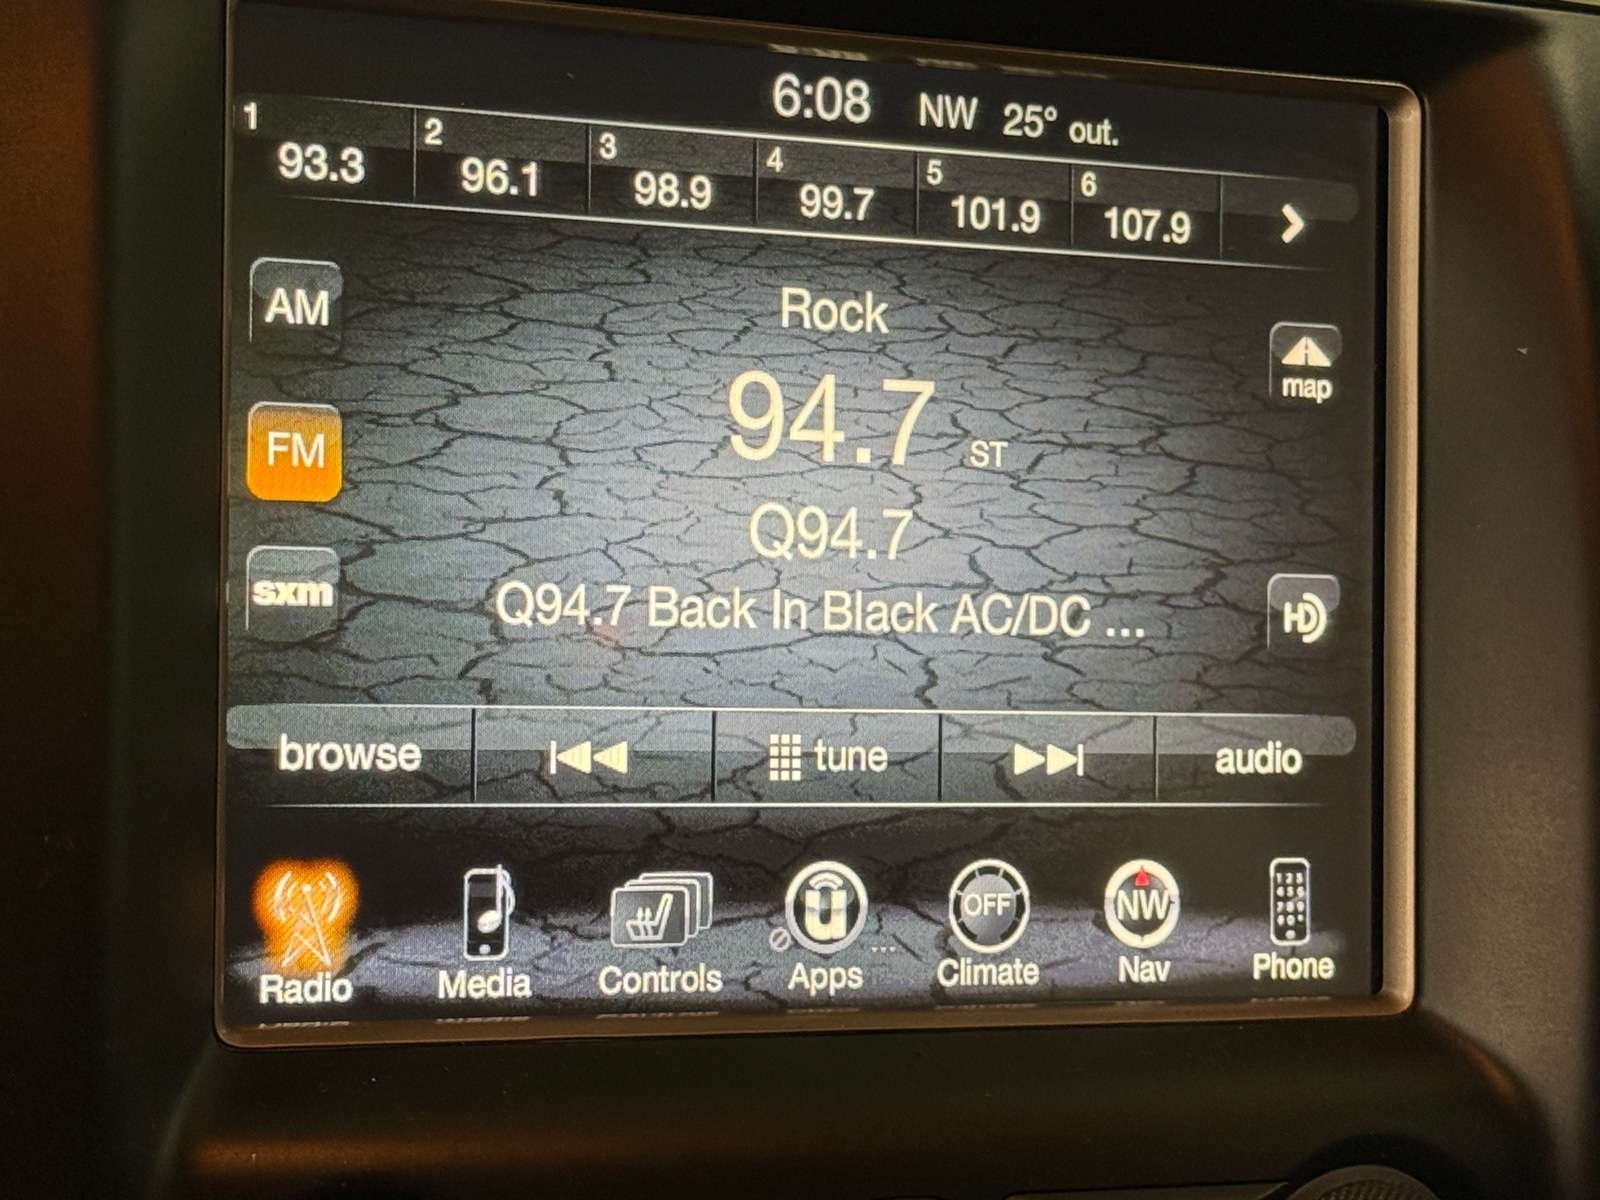 6:08 NW 25° out.
1 2 3 4 5 6
93.3 96.1 98.9 99.7 101.9 107.9
AM
Rock
map
FM
94.7 ST
Q94.7
sxm
Q94.7 Back In Black AC/DC ...
HD
browse tune audio
OFF NW
Radio Media Controls Apps ... Climate Nav Phone